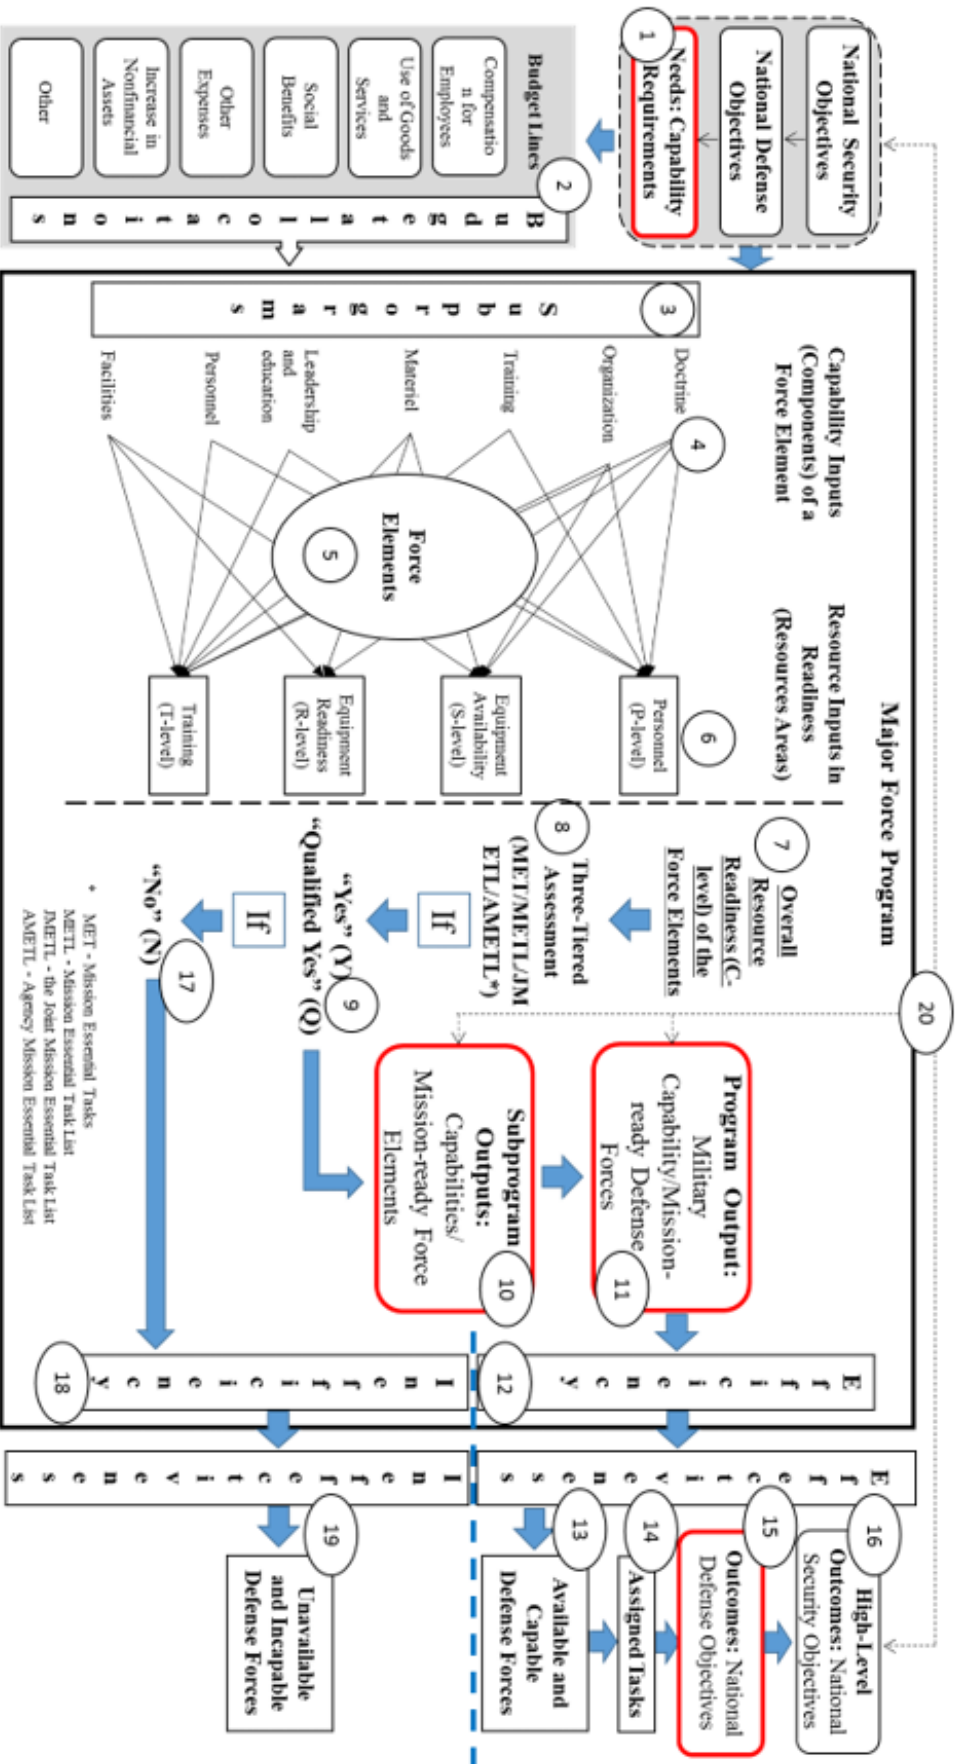 National Security
Objectives
National Defense
Objectives
1
Needs: Capability
Requirements
Budget Lines
Compensatio
n for
Employees
Use of Goods
and
Services
Social
Benefits
Other
Expenses
Increase in
Nonfinancial
Assets
Other
2
Budget allocations
Major Force Program
Capability Inputs
(Components) of a
Force Element
3
Subporgrams
4
Doctrine
Organization
Training
Materiel
Leadership
and
education
Personnel
Facilities
Force
Elements
5
Resource Inputs in
Readiness
(Resources Areas)
6
Personnel
(P-level)
Equipment
Availability
(S-level)
Equipment
Readiness
(R-level)
Training
(T-level)
7
Overall
Resource
Readiness (C-
level) of the
Force Elements
8
Three-Tiered
Assessment
(MET/METL/JM
ETL/AMETL*)
If
"Yes" (Y)
"Qualified Yes" (Q)
9
If
"No" (N)
17
* MET - Mission Essential Tasks
METL - Mission Essential Task List
JMETL - the Joint Mission Essential Task List
AMETL - Agency Mission Essential Task List
20
Program Output:
Military
Capability/Mission-
ready Defense
Forces
11
Subprogram
Outputs:
Capabilities/
Mission-ready Force
Elements
10
Efficiency
12
Inefficiency
18
Effectiveness
Ineffectiveness
16
High-Level
Outcomes: National
Security Objectives
15
Outcomes: National
Defense Objectives
14
Assigned Tasks
13
Available and
Capable
Defense Forces
19
Unavailable
and Incapable
Defense Forces